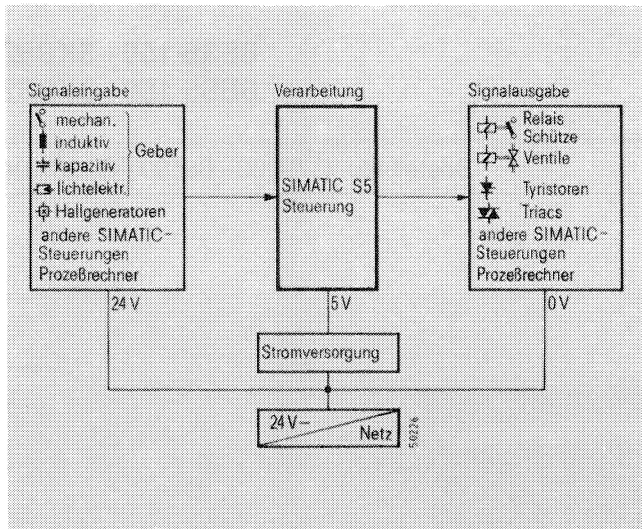 Signaleingabe
mechan.
induktiv
kapazitiv
lichtelektr.
Geber
Hallgeneratoren
andere SIMATIC-
Steuerungen
Prozeßrechner
24 V
Verarbeitung
SIMATIC S5
Steuerung
5 V
Signalausgabe
Relais
Schütze
Ventile
Tyristoren
Triacs
andere SIMATIC-
Steuerungen
Prozeßrechner
0 V
Stromversorgung
24 V–
Netz
50226